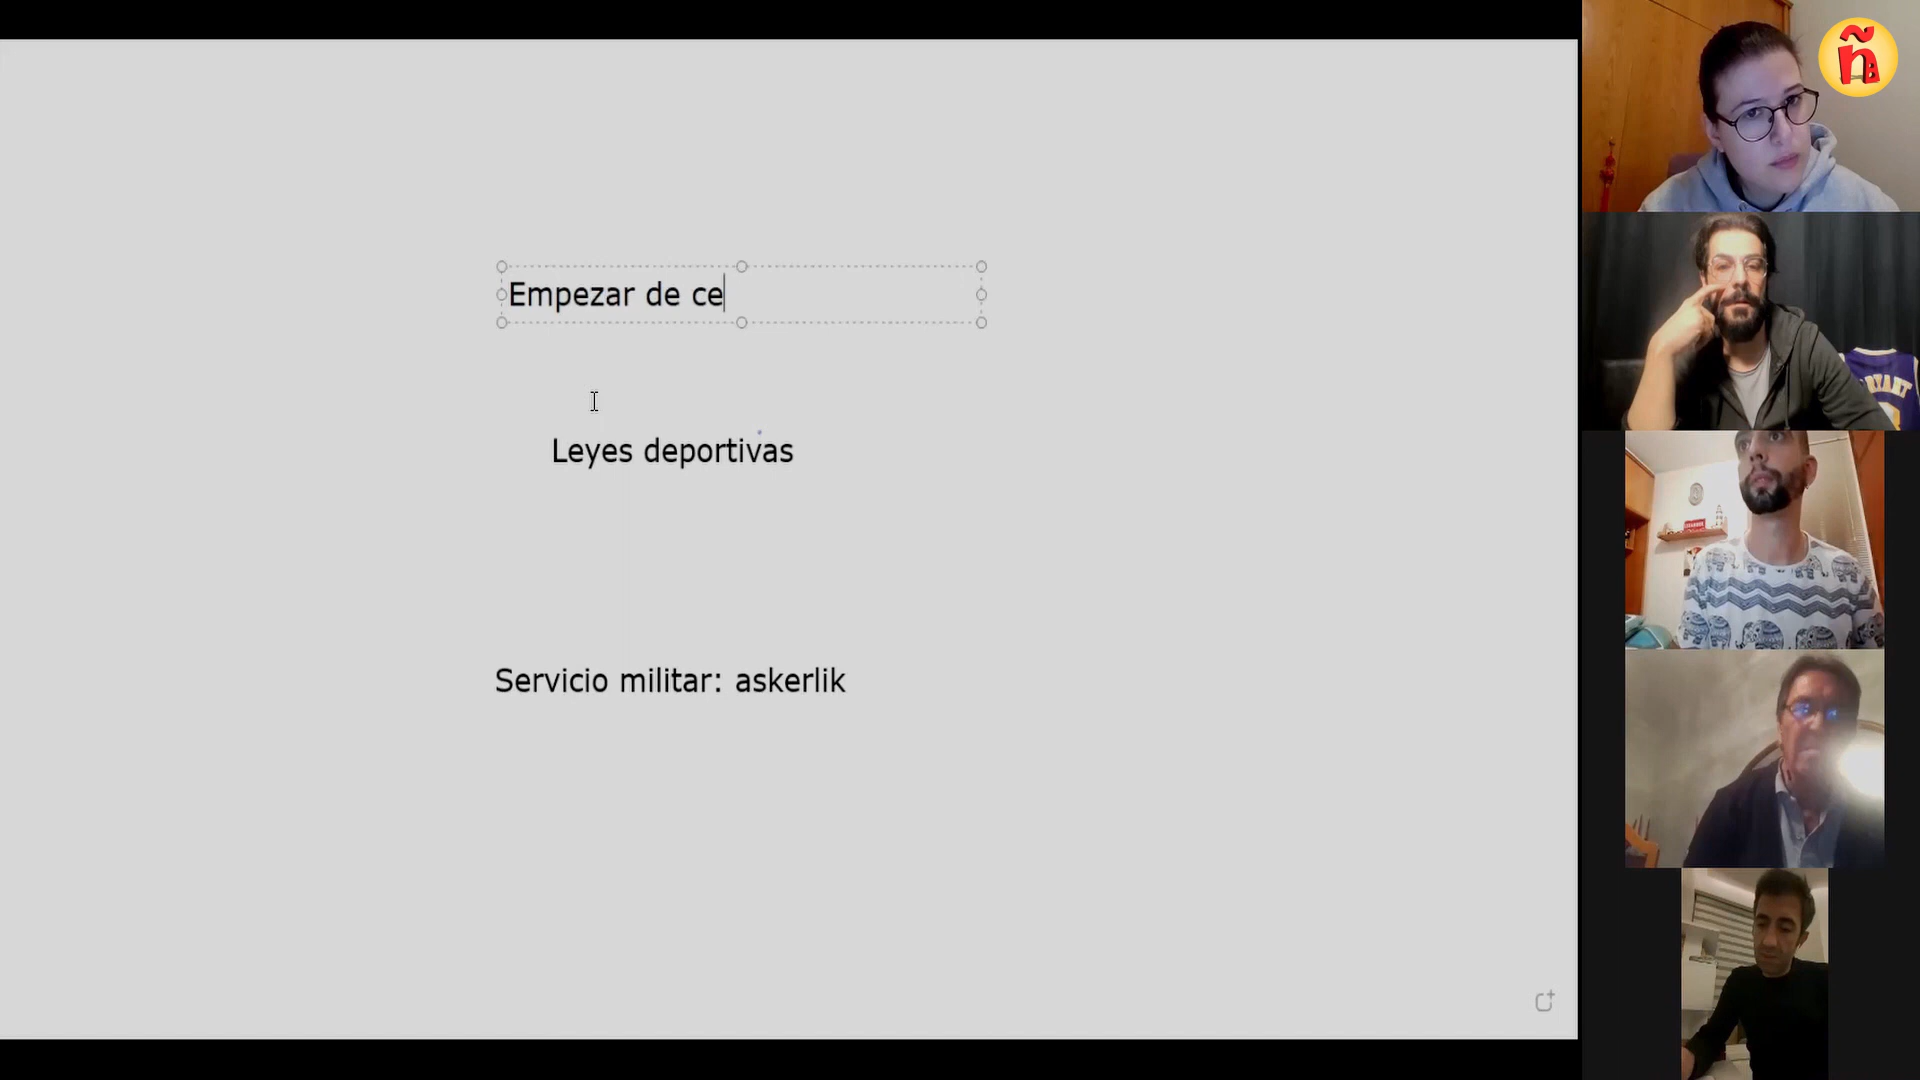 ñ
Empezar de ce
Leyes deportivas
Servicio militar: askerlik